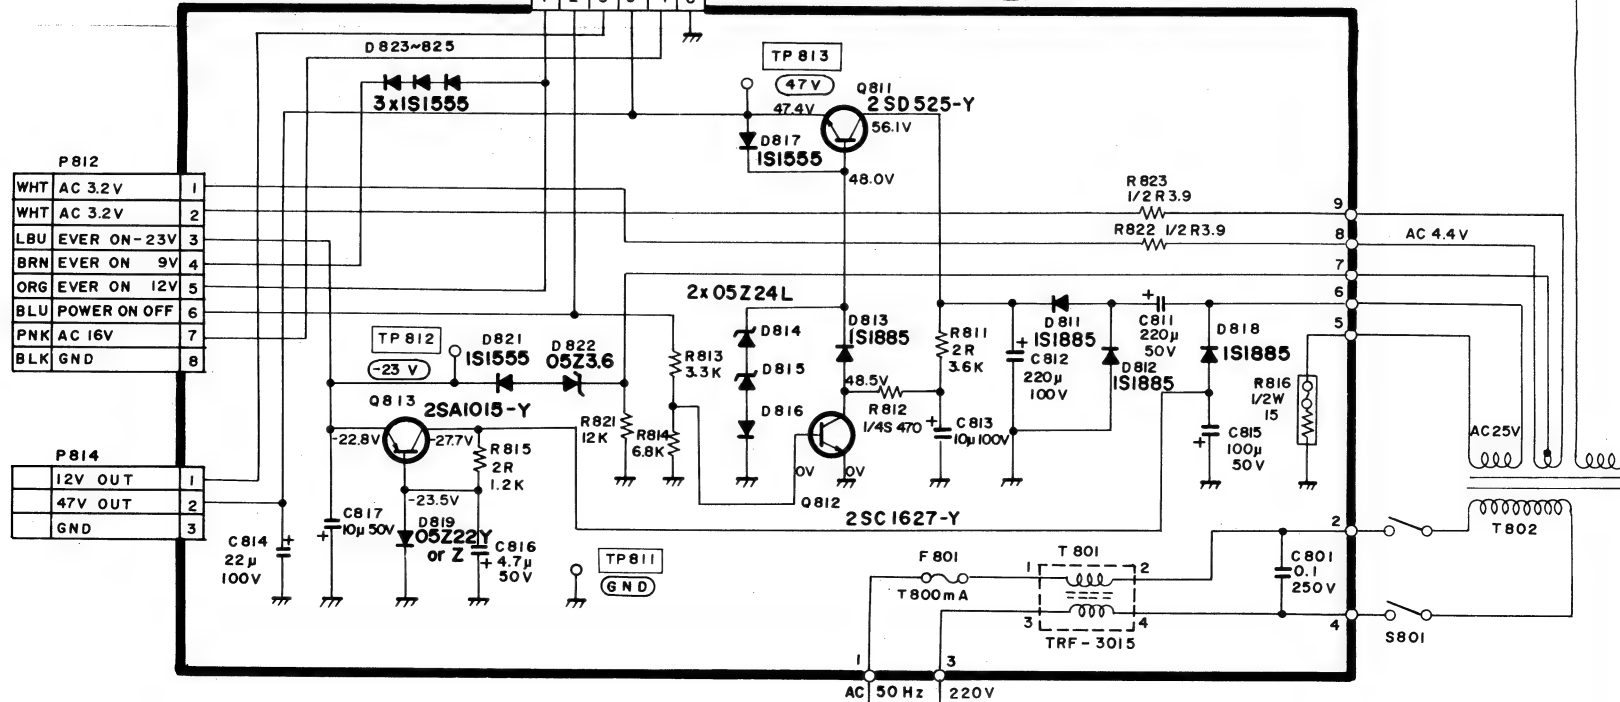 D823~825
3x1S1555
TP813
47V
47.4V
Q811
2SD525-Y
56.1V
D817
1S1555
48.0V
P812
WHT AC 3.2V 1
WHT AC 3.2V 2
LBU EVER ON -23V 3
BRN EVER ON 9V 4
ORG EVER ON 12V 5
BLU POWER ON OFF 6
PNK AC 16V 7
BLK GND 8
R823
1/2R3.9
R822 1/2R3.9
9
8
7
6
5
AC 4.4V
2x05Z24L
D814
D815
D816
D813
1S1885
48.5V
R812
1/4S 470
R811
2R
3.6K
C813
10μ100V
+
D811
1S1885
C812
220μ
100V
+
D812
1S1885
C811
220μ
50V
+
D818
1S1885
C815
100μ
50V
+
R816
1/2W
15
AC25V
T802
TP812
-23V
D821
1S1555
D822
05Z3.6
Q813
2SA1015-Y
-22.8V
-27.7V
R815
2R
1.2K
-23.5V
R821
12K
R813
3.3K
R814
6.8K
0V
0V
Q812
2SC1627-Y
P814
12V OUT 1
47V OUT 2
GND 3
C814
22μ
100V
+
C817
10μ50V
+
D819
05Z22Y
or Z
C816
4.7μ
50V
+
TP811
GND
F801
T800mA
T801
1
2
3
4
TRF-3015
C801
0.1
250V
2
4
S801
1
3
AC 50Hz 220V